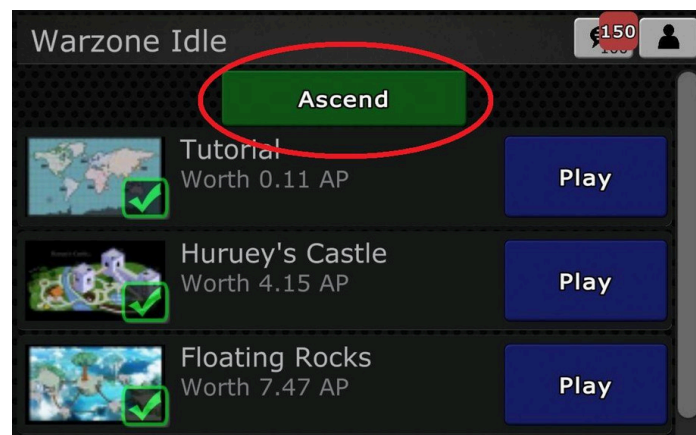 Warzone Idle
150
Ascend
Tutorial
Worth 0.11 AP
Play
Huruey's Castle
Worth 4.15 AP
Play
Floating Rocks
Worth 7.47 AP
Play